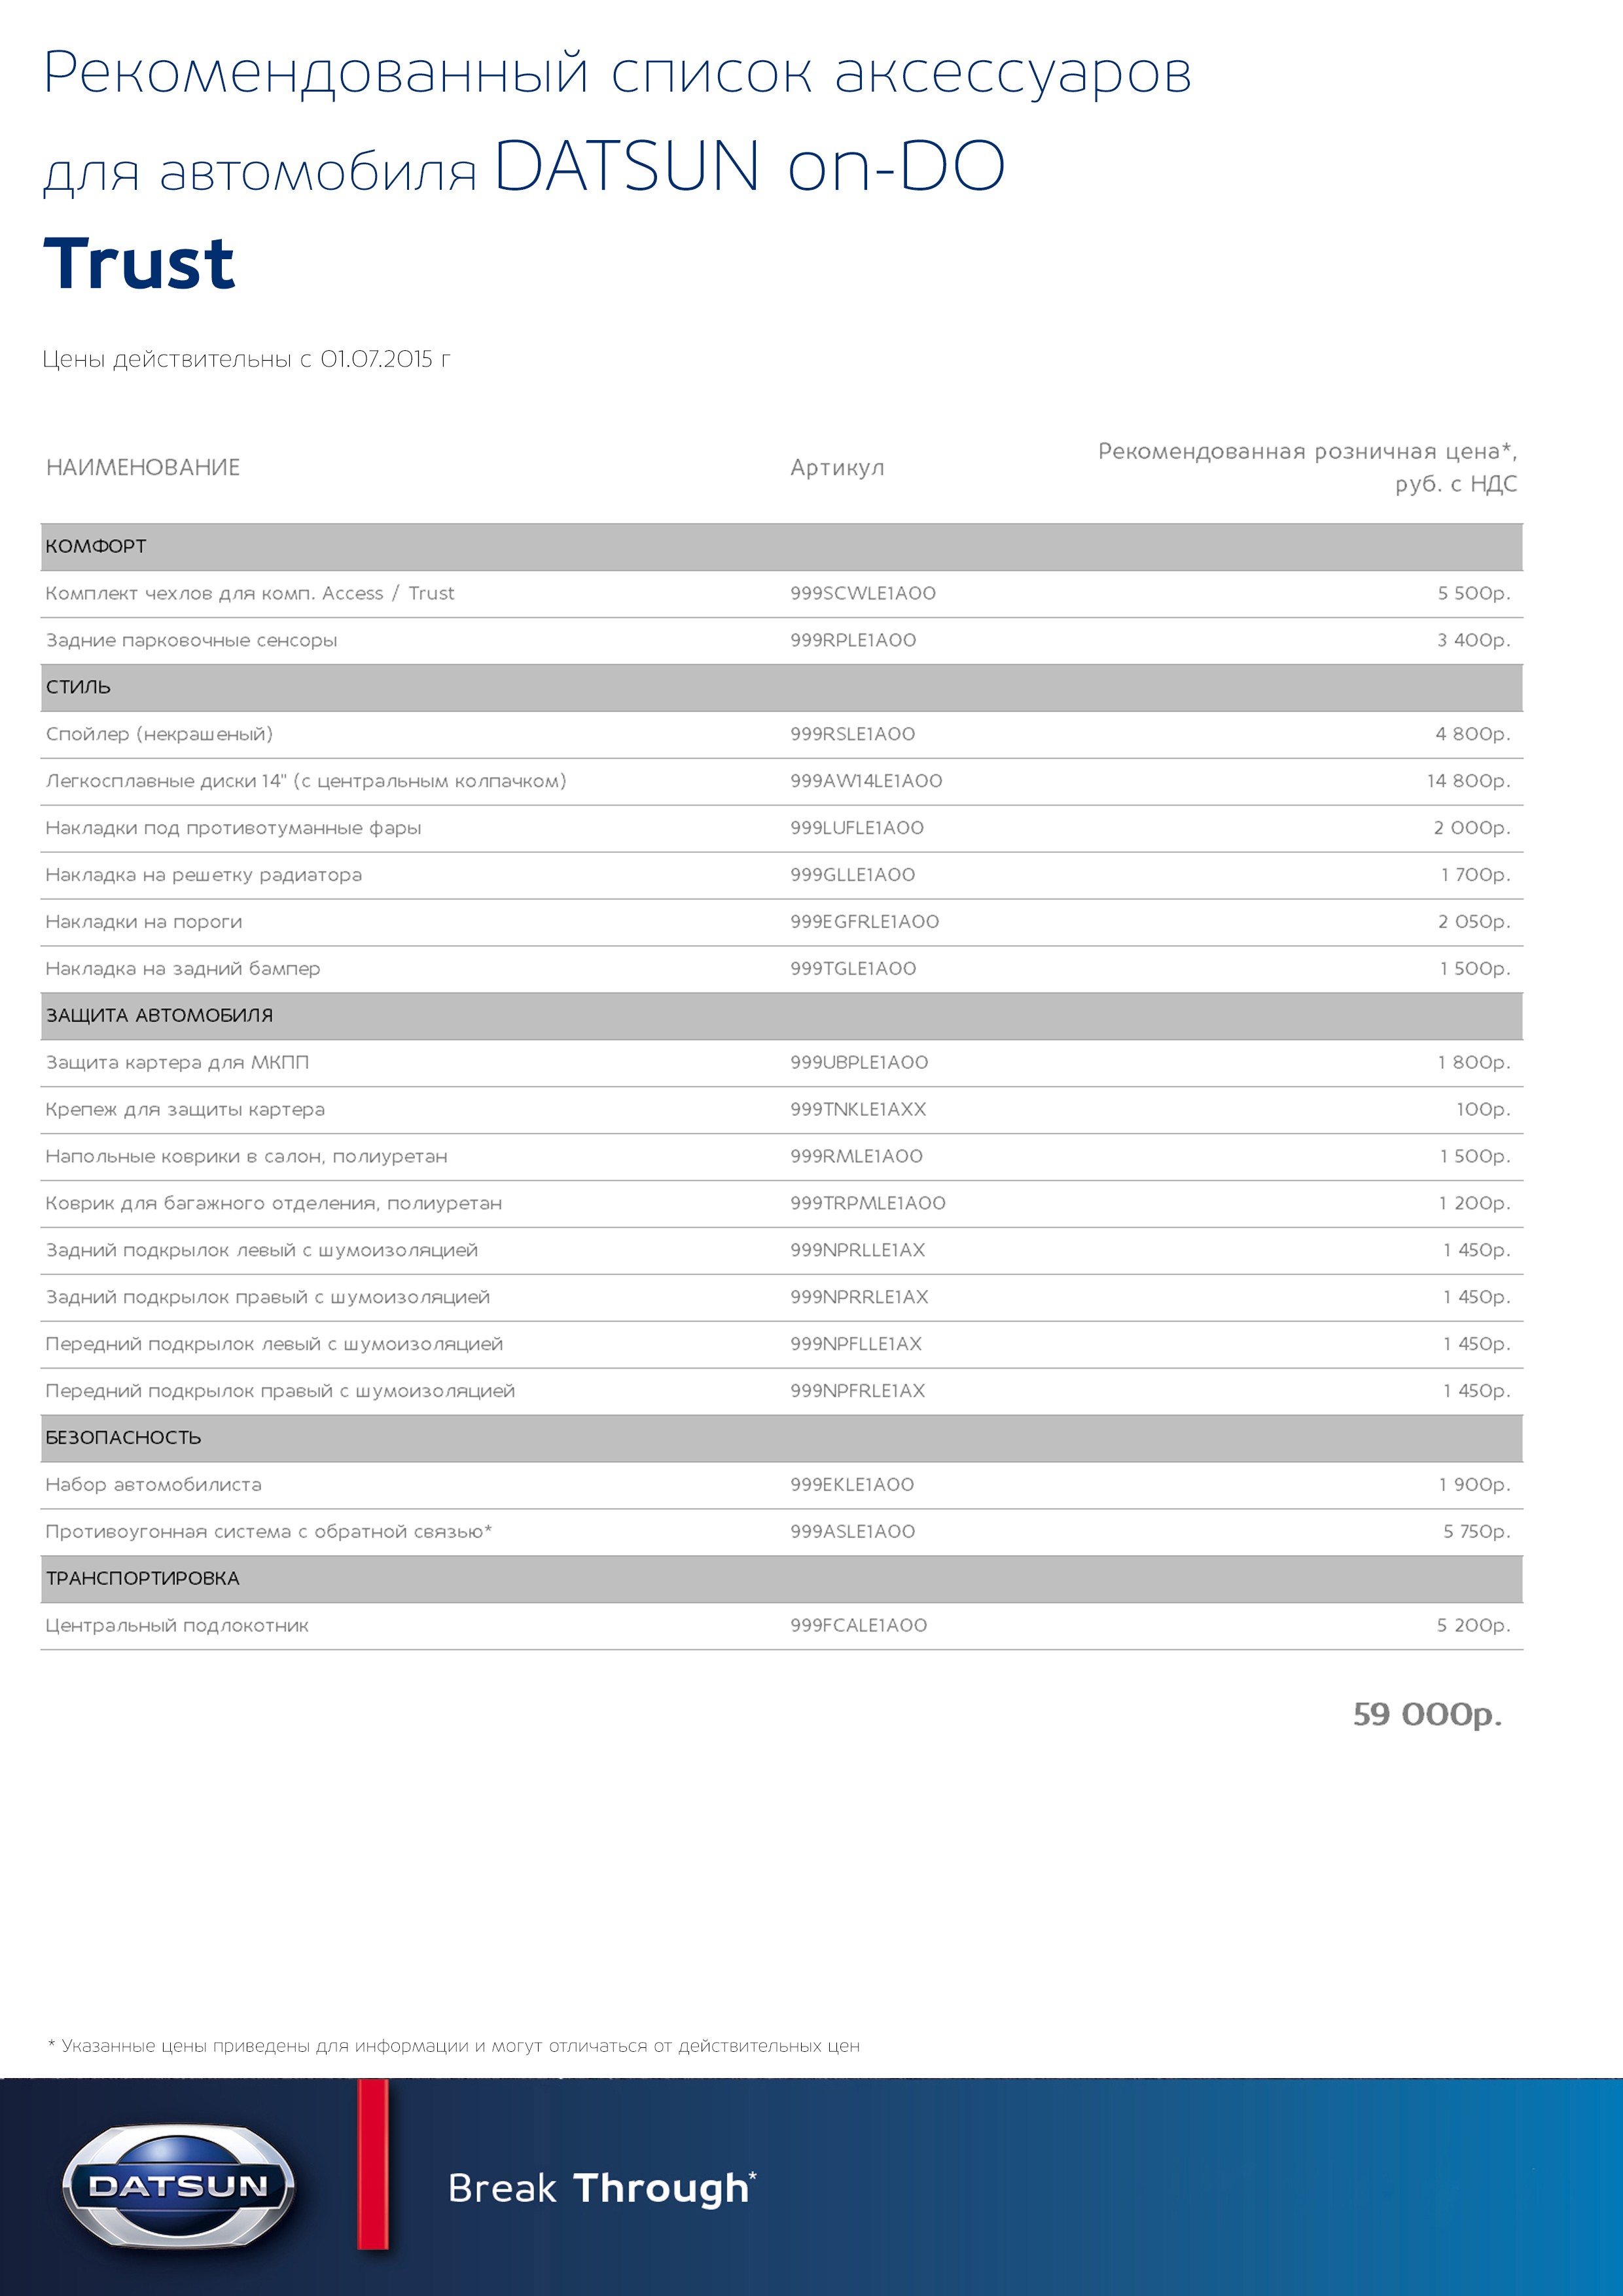 Рекомендованный список аксессуаров
для автомобиля DATSUN on-DO
Trust
Цены действительны с 01.07.2015 г
НАИМЕНОВАНИЕ Артикул Рекомендованная розничная цена*,
руб. с НДС
КОМФОРТ
Комплект чехлов для комп. Access / Trust 999SCWLE1A00 5 500р.
Задние парковочные сенсоры 999RPLE1A00 3 400р.
СТИЛЬ
Спойлер (некрашеный) 999RSLE1A00 4 800р.
Легкосплавные диски 14" (с центральным колпачком) 999AW14LE1A00 14 800р.
Накладки под противотуманные фары 999LUFLE1A00 2 000р.
Накладка на решетку радиатора 999GLLE1A00 1 700р.
Накладки на пороги 999EGFRLE1A00 2 050р.
Накладка на задний бампер 999TGLE1A00 1 500р.
ЗАЩИТА АВТОМОБИЛЯ
Защита картера для МКПП 999UBPLE1A00 1 800р.
Крепеж для защиты картера 999TNKLE1AXX 100р.
Напольные коврики в салон, полиуретан 999RMLE1A00 1 500р.
Коврик для багажного отделения, полиуретан 999TRPMLE1A00 1 200р.
Задний подкрылок левый с шумоизоляцией 999NPRLLE1AX 1 450р.
Задний подкрылок правый с шумоизоляцией 999NPRRLE1AX 1 450р.
Передний подкрылок левый с шумоизоляцией 999NPFLLE1AX 1 450р.
Передний подкрылок правый с шумоизоляцией 999NPFRLE1AX 1 450р.
БЕЗОПАСНОСТЬ
Набор автомобилиста 999EKLE1A00 1 900р.
Противоугонная система с обратной связью* 999ASLE1A00 5 750р.
ТРАНСПОРТИРОВКА
Центральный подлокотник 999FCALE1A00 5 200р.
59 000р.
* Указанные цены приведены для информации и могут отличаться от действительных цен
DATSUN
Break Through*